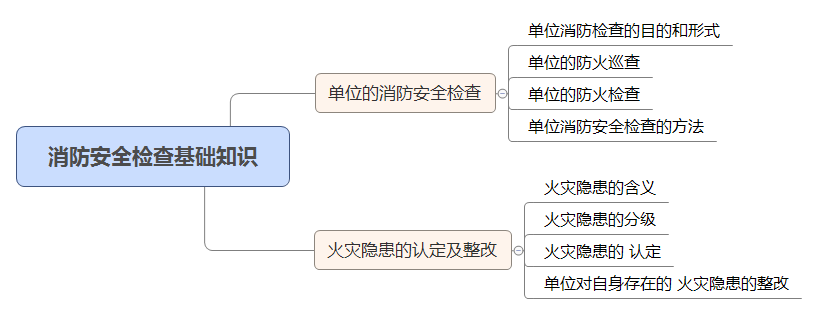 消防安全检查基础知识
单位的消防安全检查
单位消防检查的目的和形式
单位的防火巡查
单位的防火检查
单位消防安全检查的方法
火灾隐患的认定及整改
火灾隐患的含义
火灾隐患的分级
火灾隐患的 认定
单位对自身存在的 火灾隐患的整改